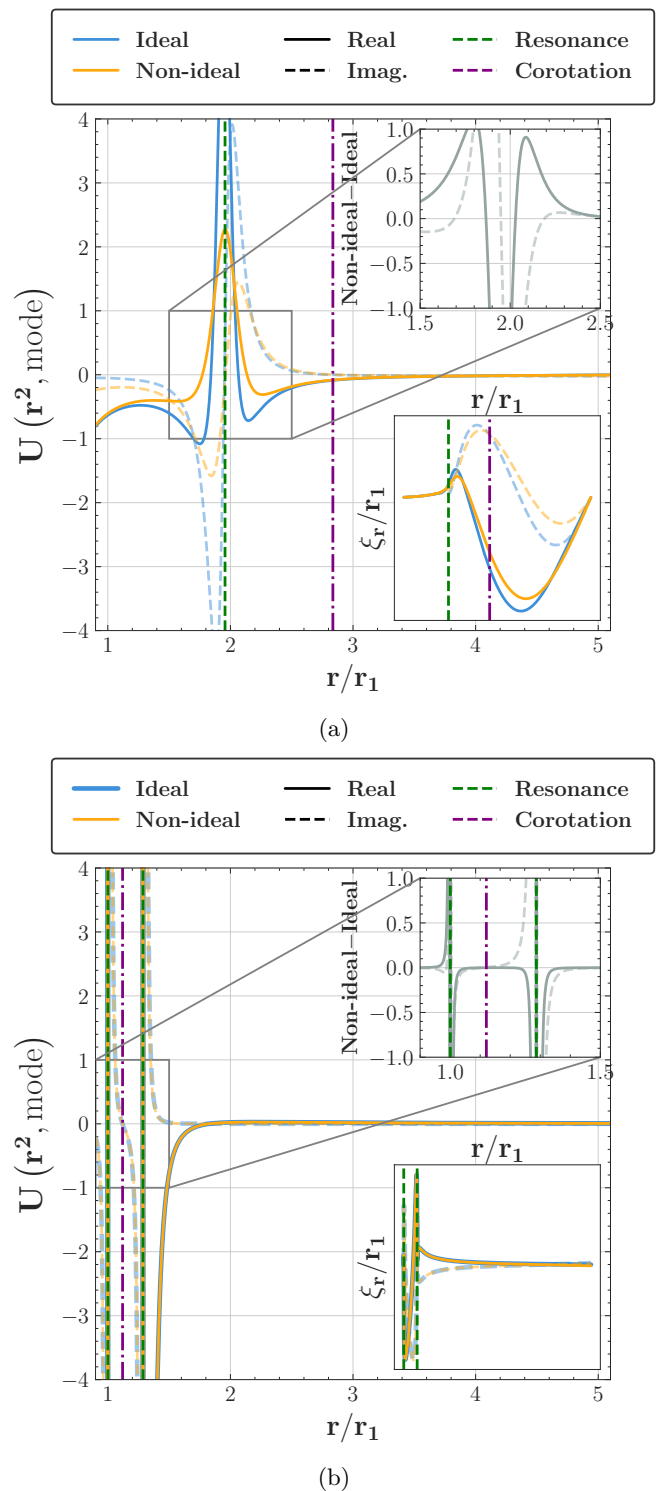 Ideal Real Resonance
Non-ideal Imag. Corotation
4
3
2
1
0
−1
−2
−3
−4
U (r², mode)
1 2 3 4 5
r/r₁
Non-ideal−Ideal
1.0
0.5
0.0
−0.5
−1.0
1.5 2.0 2.5
r/r₁
ξᵣ/r₁
(a)
Ideal Real Resonance
Non-ideal Imag. Corotation
4
3
2
1
0
−1
−2
−3
−4
U (r², mode)
1 2 3 4 5
r/r₁
Non-ideal−Ideal
1.0
0.5
0.0
−0.5
−1.0
1.0 1.5
r/r₁
ξᵣ/r₁
(b)